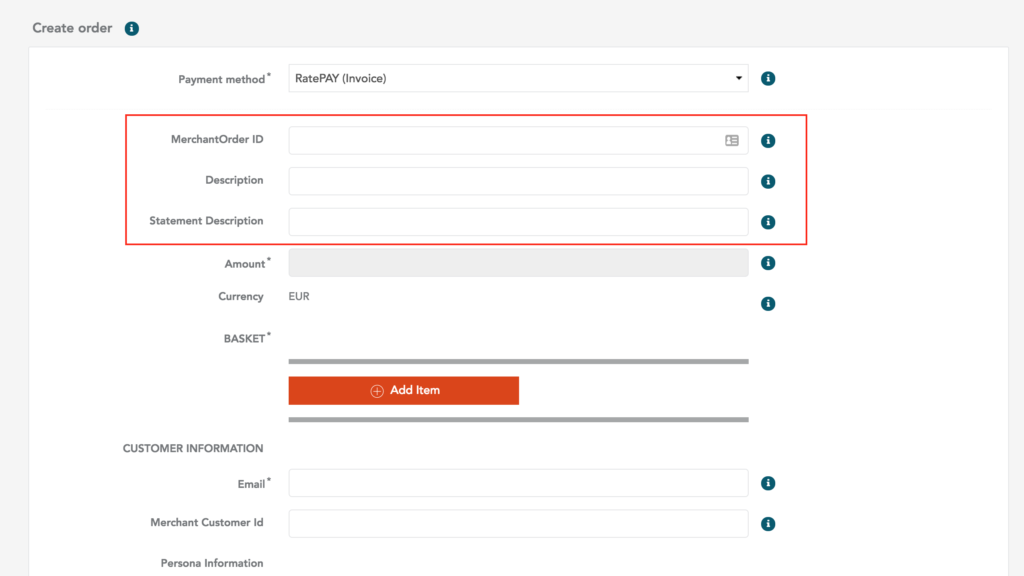 Create order
Payment method* RatePAY (Invoice)
MerchantOrder ID
Description
Statement Description
Amount*
Currency EUR
BASKET*
Add Item
CUSTOMER INFORMATION
Email*
Merchant Customer Id
Persona Information